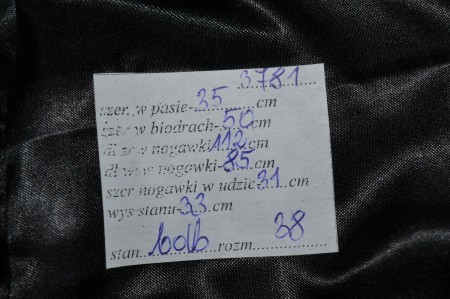 3781
szer. w pasie-35 cm
szer w biodrach-50 cm
dł zew nogawki 112 cm
dł wew nogawki-85 cm
szer nogawki w udzie-31 cm
wys stanu-33 cm
stan bdb rozm. 38